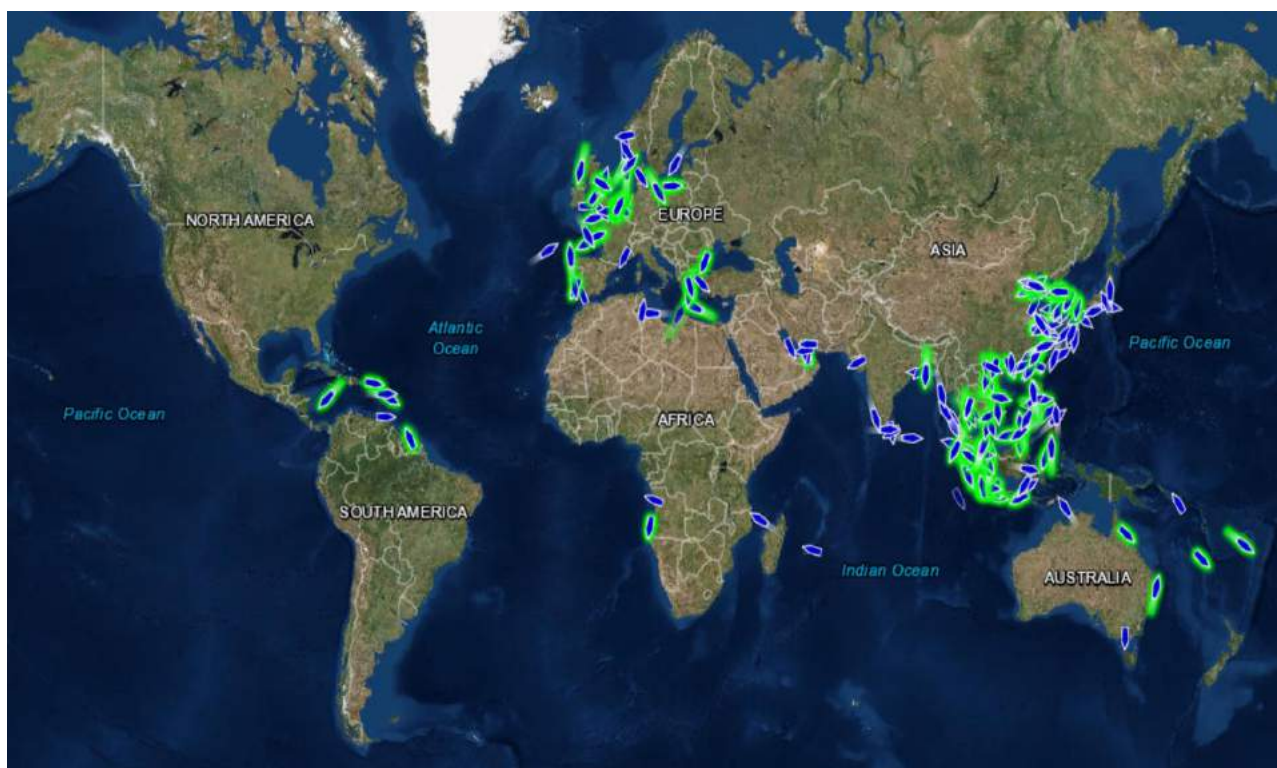 NORTH AMERICA
EUROPE
ASIA
Atlantic
Ocean
Pacific Ocean
Pacific Ocean
AFRICA
SOUTH AMERICA
Indian Ocean
AUSTRALIA